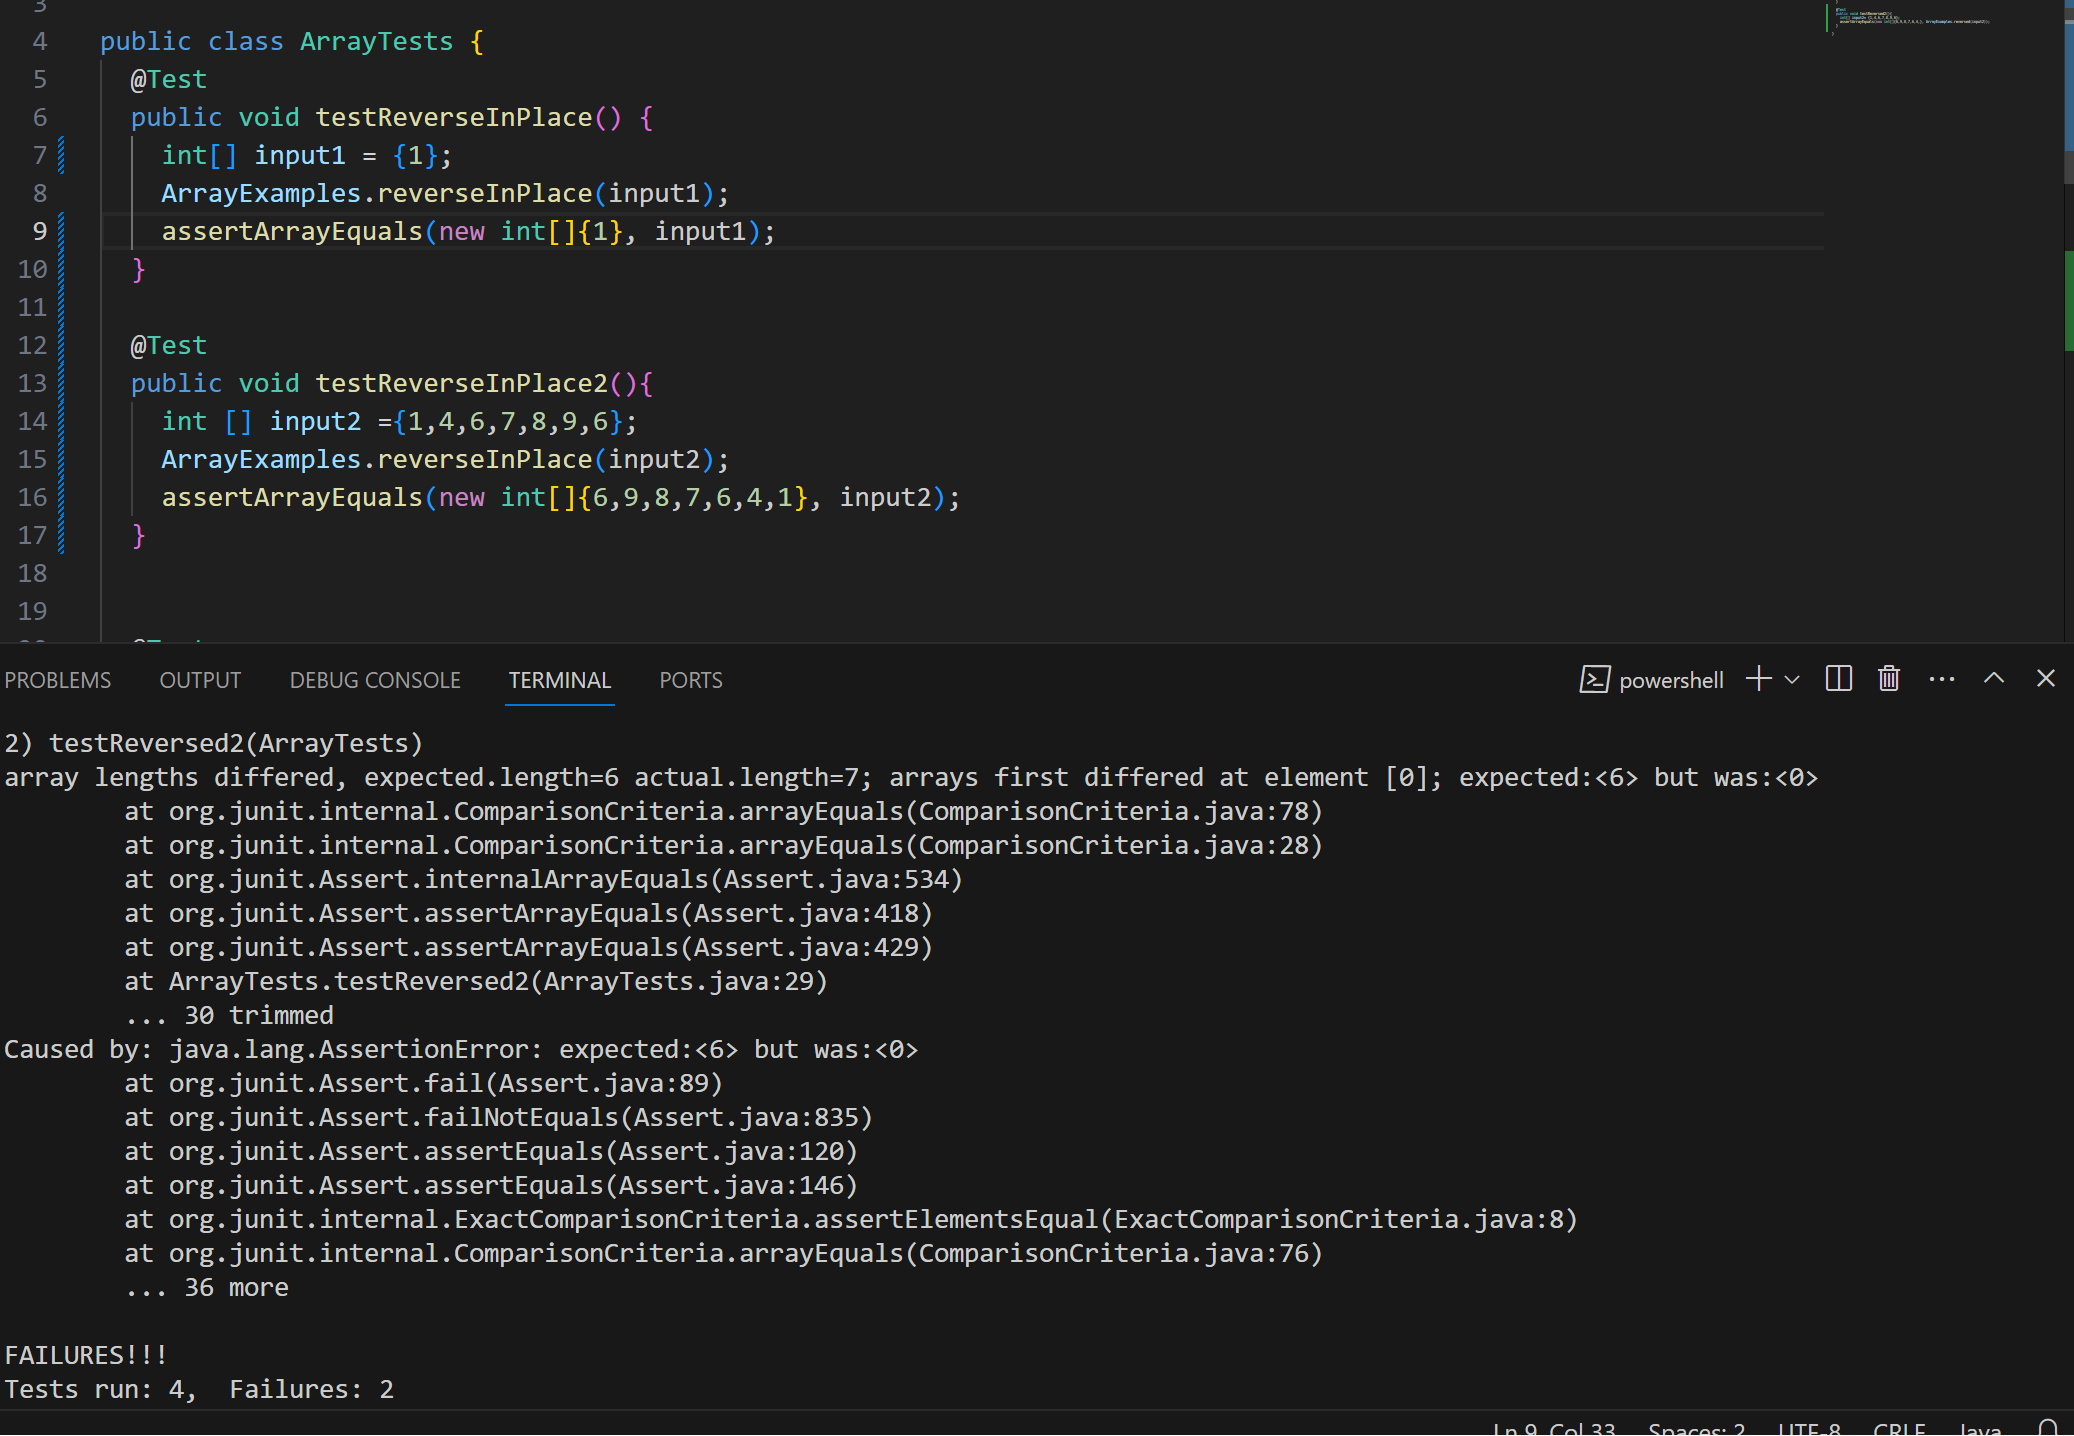 3
4 public class ArrayTests {
5 @Test
6 public void testReverseInPlace() {
7 int[] input1 = {1};
8 ArrayExamples.reverseInPlace(input1);
9 assertArrayEquals(new int[]{1}, input1);
10 }
11
12 @Test
13 public void testReverseInPlace2(){
14 int [] input2 ={1,4,6,7,8,9,6};
15 ArrayExamples.reverseInPlace(input2);
16 assertArrayEquals(new int[]{6,9,8,7,6,4,1}, input2);
17 }
18
19
PROBLEMS OUTPUT DEBUG CONSOLE TERMINAL PORTS powershell
2) testReversed2(ArrayTests)
array lengths differed, expected.length=6 actual.length=7; arrays first differed at element [0]; expected:<6> but was:<0>
at org.junit.internal.ComparisonCriteria.arrayEquals(ComparisonCriteria.java:78)
at org.junit.internal.ComparisonCriteria.arrayEquals(ComparisonCriteria.java:28)
at org.junit.Assert.internalArrayEquals(Assert.java:534)
at org.junit.Assert.assertArrayEquals(Assert.java:418)
at org.junit.Assert.assertArrayEquals(Assert.java:429)
at ArrayTests.testReversed2(ArrayTests.java:29)
... 30 trimmed
Caused by: java.lang.AssertionError: expected:<6> but was:<0>
at org.junit.Assert.fail(Assert.java:89)
at org.junit.Assert.failNotEquals(Assert.java:835)
at org.junit.Assert.assertEquals(Assert.java:120)
at org.junit.Assert.assertEquals(Assert.java:146)
at org.junit.internal.ExactComparisonCriteria.assertElementsEqual(ExactComparisonCriteria.java:8)
at org.junit.internal.ComparisonCriteria.arrayEquals(ComparisonCriteria.java:76)
... 36 more
FAILURES!!!
Tests run: 4,  Failures: 2
Ln 9, Col 33 Spaces: 2 UTF-8 CRLF Java